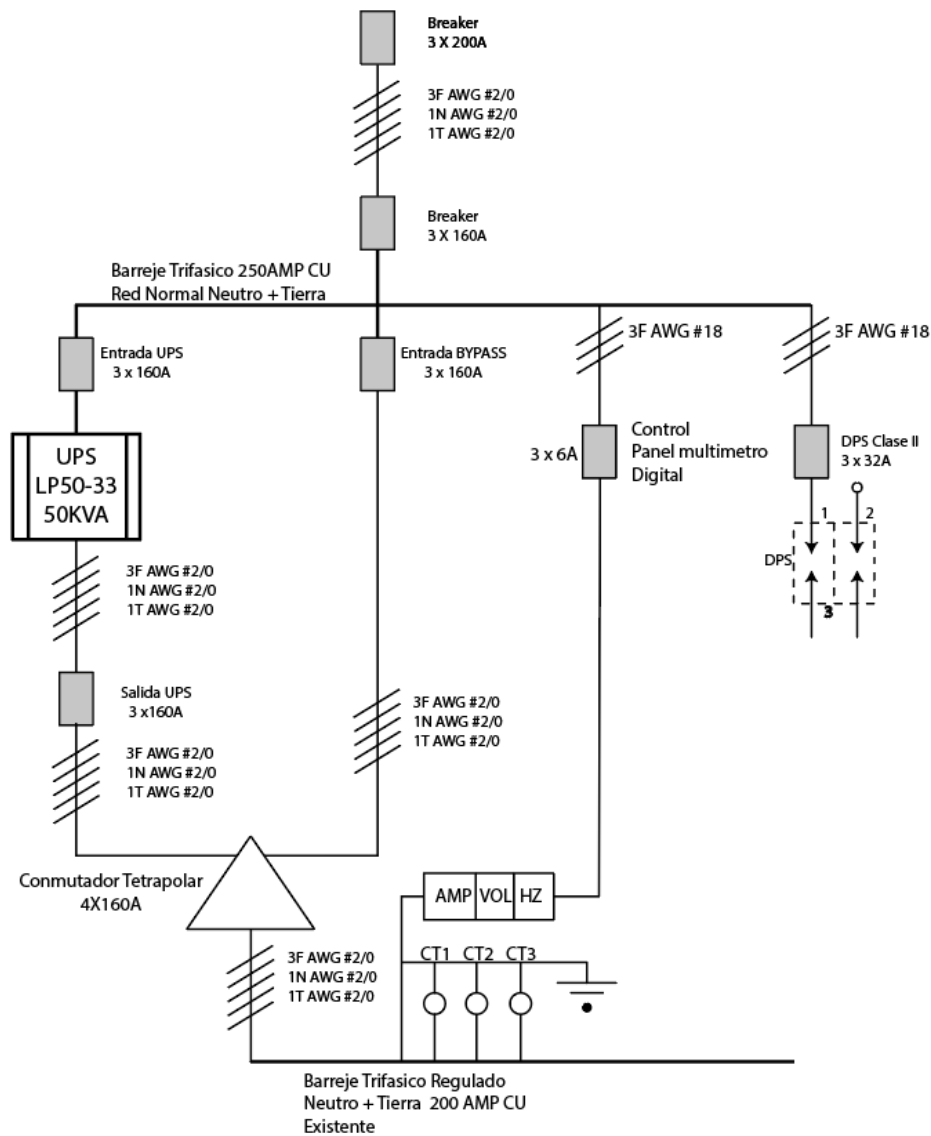 Breaker
3 X 200A
3F AWG #2/0
1N AWG #2/0
1T AWG #2/0
Breaker
3 X 160A
Barreje Trifasico 250AMP CU
Red Normal Neutro + Tierra
Entrada UPS
3 x 160A
Entrada BYPASS
3 x 160A
3F AWG #18
3F AWG #18
UPS
LP50-33
50KVA
3 x 6A
Control
Panel multimetro
Digital
DPS Clase II
3 x 32A
1
2
DPS
3
3F AWG #2/0
1N AWG #2/0
1T AWG #2/0
Salida UPS
3 x160A
3F AWG #2/0
1N AWG #2/0
1T AWG #2/0
3F AWG #2/0
1N AWG #2/0
1T AWG #2/0
Conmutador Tetrapolar
4X160A
AMP
VOL
HZ
3F AWG #2/0
1N AWG #2/0
1T AWG #2/0
CT1
CT2
CT3
Barreje Trifasico Regulado
Neutro + Tierra 200 AMP CU
Existente